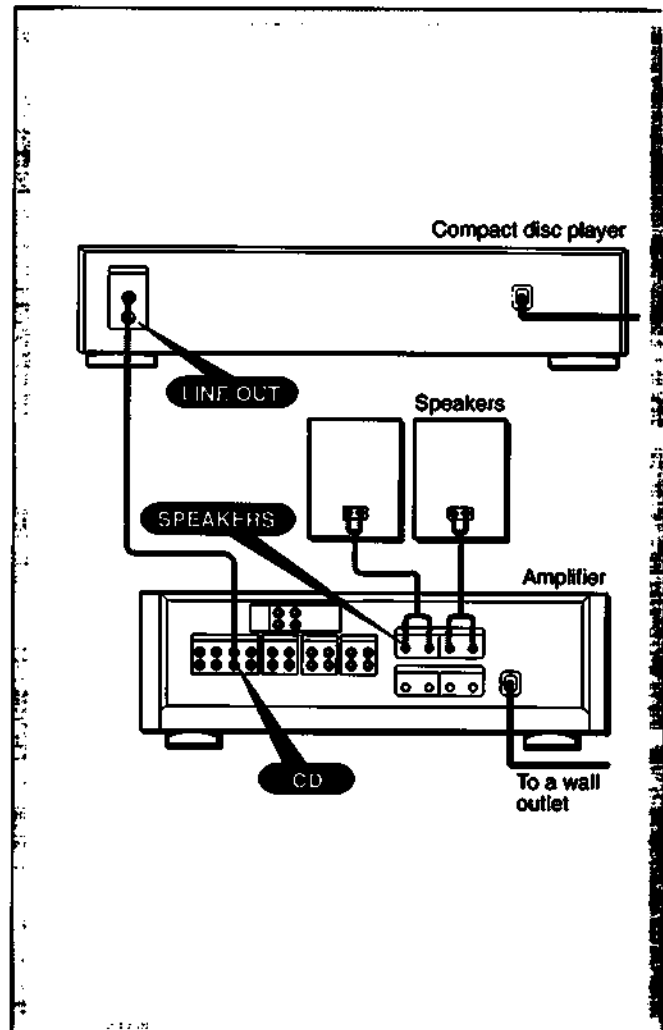 Compact disc player
LINE OUT
Speakers
SPEAKERS
Amplifier
CD
To a wall
outlet